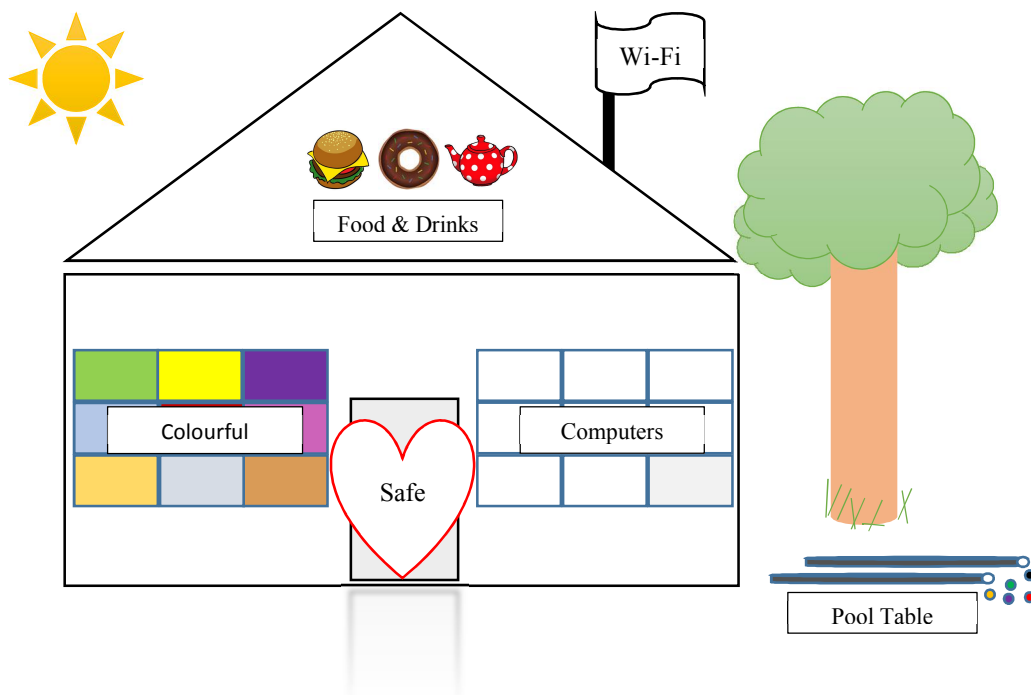 Wi-Fi
Food & Drinks
Colourful
Computers
Safe
Pool Table